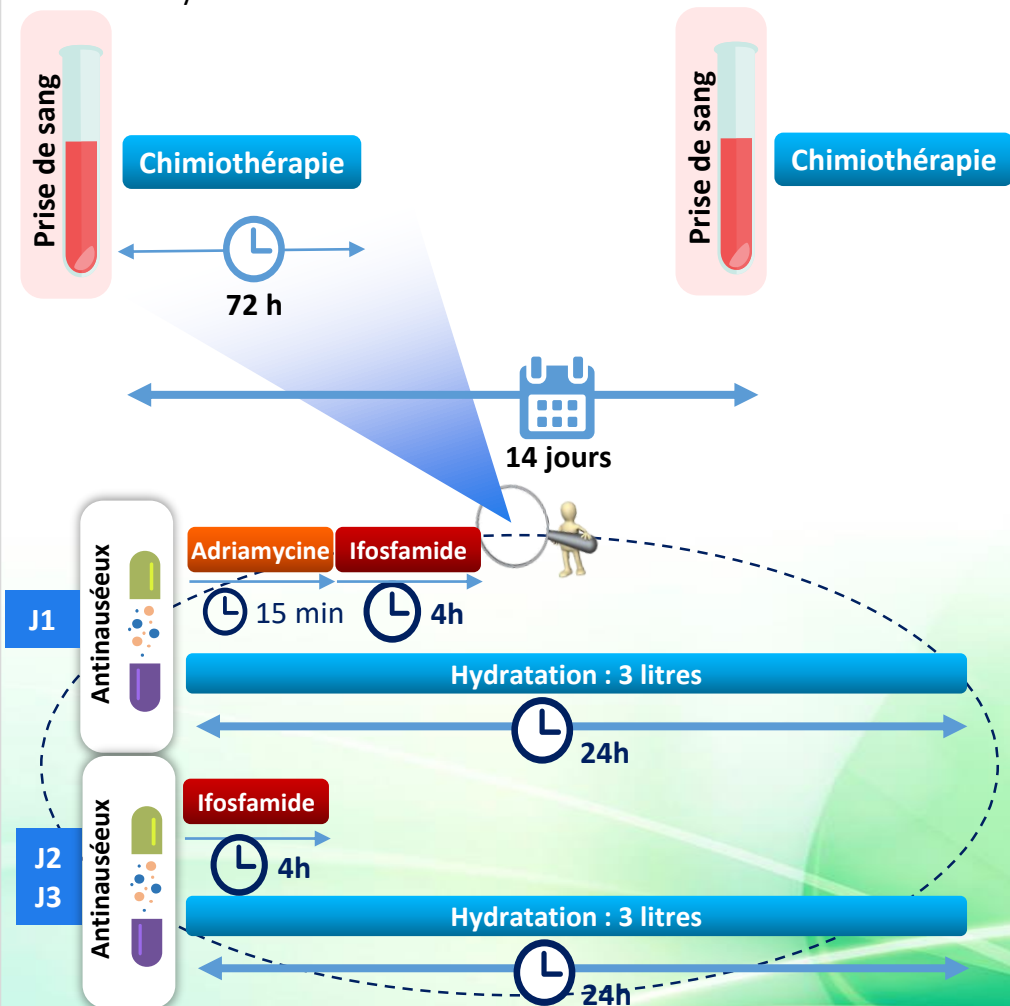 Prise de sang
Chimiothérapie
72 h
Prise de sang
Chimiothérapie
14 jours
J1
Antinauséeux
Adriamycine
Ifosfamide
15 min
4h
Hydratation : 3 litres
24h
J2
J3
Antinauséeux
Ifosfamide
4h
Hydratation : 3 litres
24h